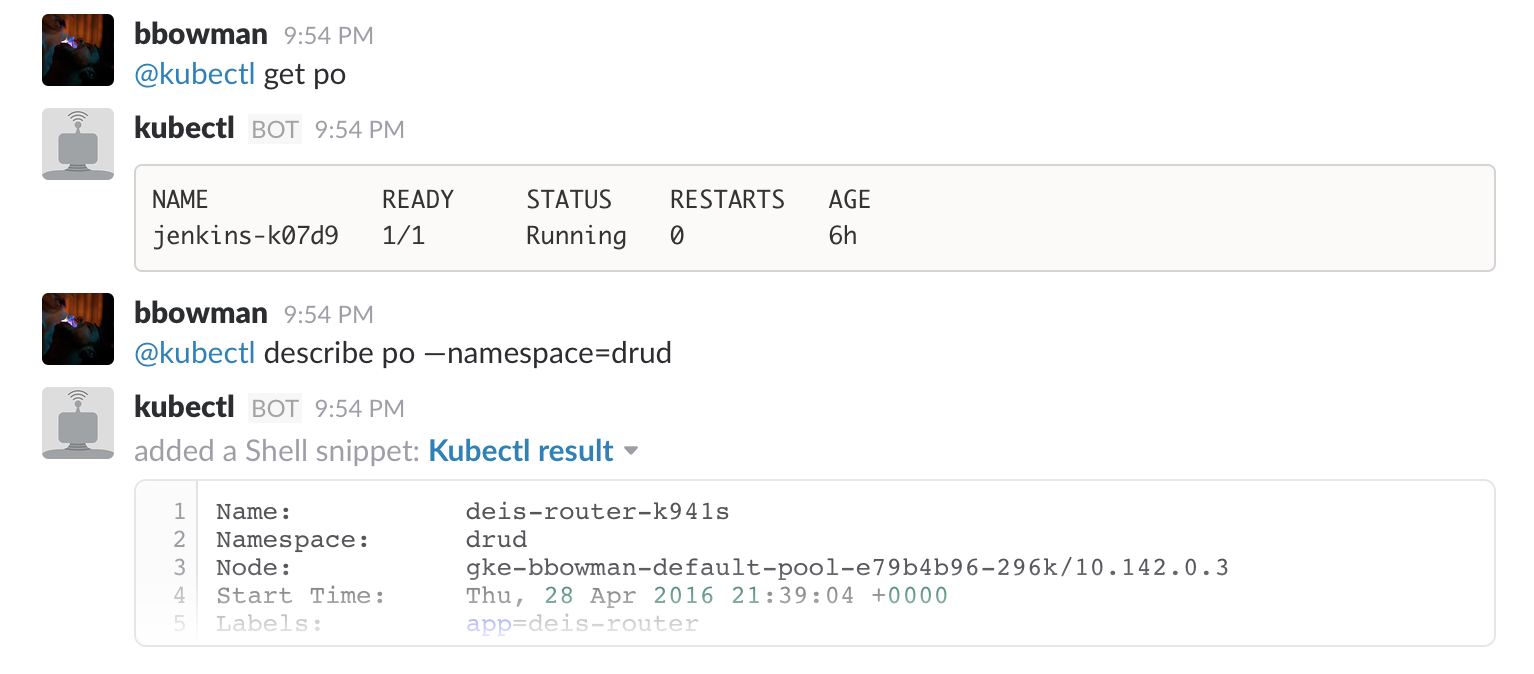 bbowman 9:54 PM
@kubectl get po
kubectl BOT 9:54 PM
NAME READY STATUS RESTARTS AGE
jenkins-k07d9 1/1 Running 0 6h
bbowman 9:54 PM
@kubectl describe po —namespace=drud
kubectl BOT 9:54 PM
added a Shell snippet: Kubectl result
1 Name: deis-router-k941s
2 Namespace: drud
3 Node: gke-bbowman-default-pool-e79b4b96-296k/10.142.0.3
4 Start Time: Thu, 28 Apr 2016 21:39:04 +0000
5 Labels: app=deis-router